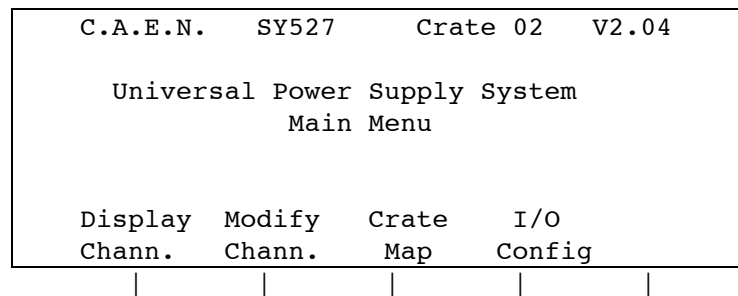 C.A.E.N. SY527 Crate 02 V2.04
Universal Power Supply System
Main Menu
Display Modify Crate I/O
Chann. Chann. Map Config